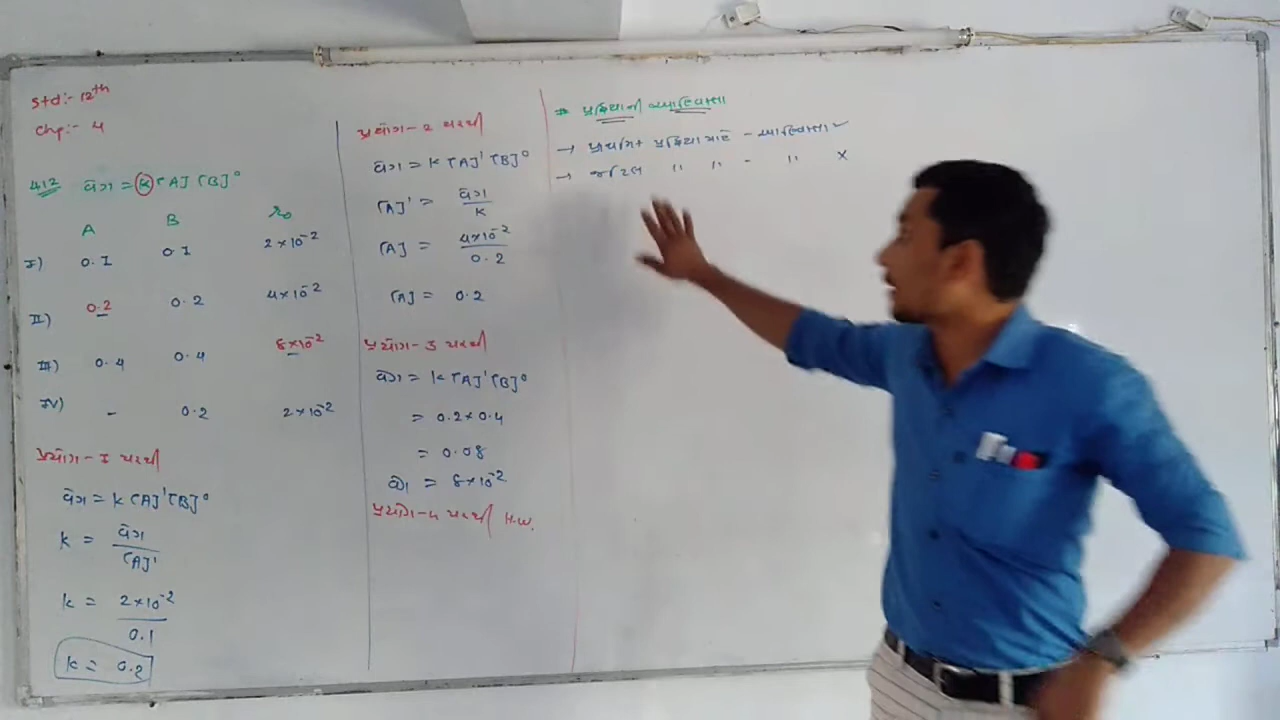 Std:- 12th
Chp:- 4
412 વેગ = k [A] [B]⁰
A B r₀
I) 0.1 0.1 2×10⁻²
II) 0.2 0.2 4×10⁻²
III) 0.4 0.4 8×10⁻²
IV) - 0.2 2×10⁻²
પ્રયોગ-1 પરથી
વેગ = k [A]¹ [B]⁰
k = વેગ / [A]¹
k = 2×10⁻² / 0.1
k = 0.2
પ્રયોગ-2 પરથી
વેગ = k [A]¹ [B]⁰
[A]¹ = વેગ / k
[A] = 4×10⁻² / 0.2
[A] = 0.2
પ્રયોગ-3 પરથી
વેગ = k [A]¹ [B]⁰
= 0.2×0.4
= 0.08
વેગ = 8×10⁻²
પ્રયોગ-4 પરથી H.W.
* પ્રક્રિયાની આણ્વિકતા
→ પ્રાથમિક પ્રક્રિયા માટે - આણ્વિકતા ✓
→ જટિલ " " - " ×